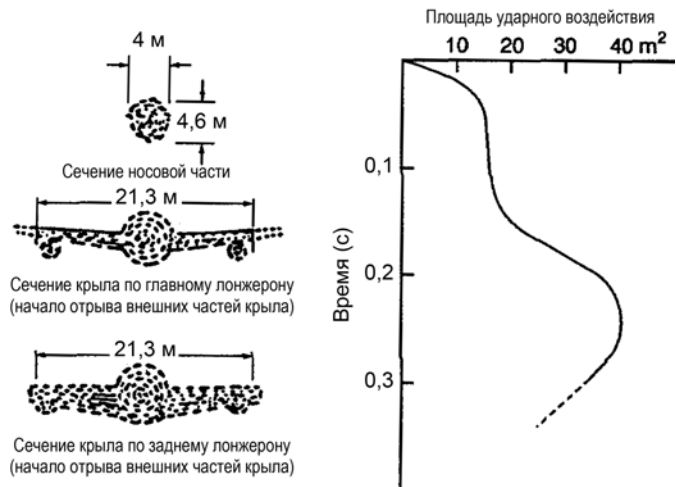 4 м
4,6 м
Сечение носовой части
21,3 м
Сечение крыла по главному лонжерону
(начало отрыва внешних частей крыла)
21,3 м
Сечение крыла по заднему лонжерону
(начало отрыва внешних частей крыла)
Площадь ударного воздействия
10 20 30 40 m²
Время (с)
0,1
0,2
0,3